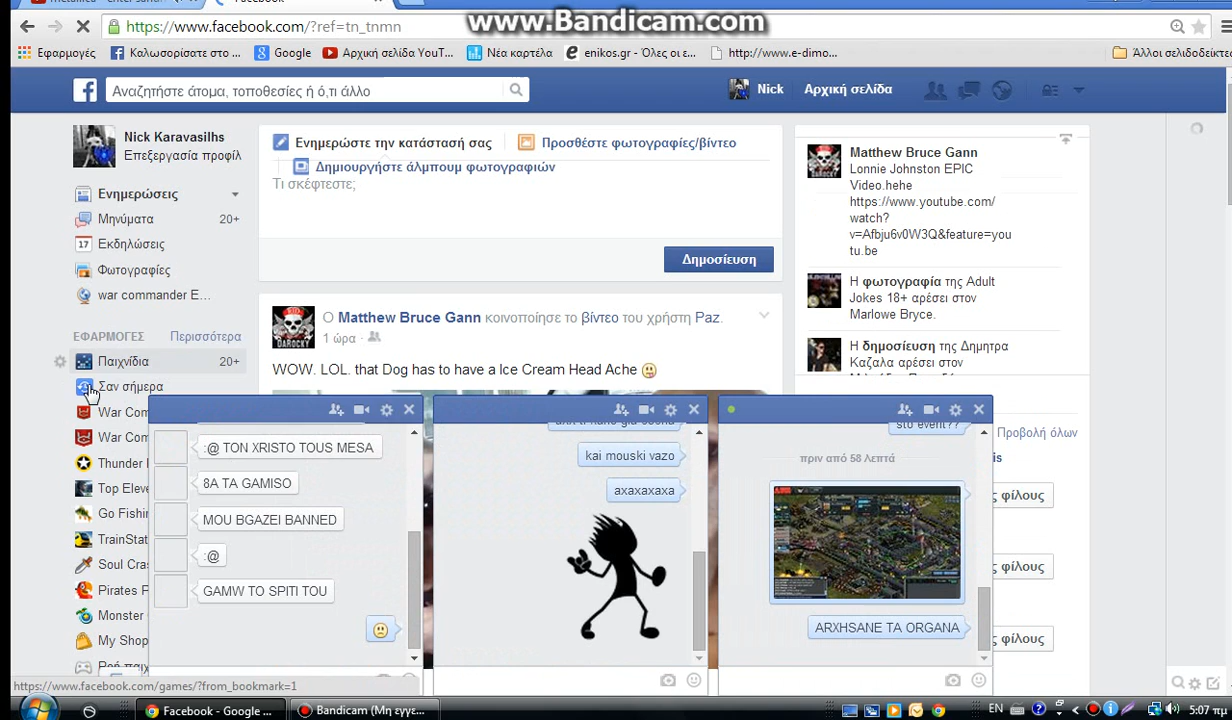 Facebook
www.Bandicam.com
https://www.facebook.com/?ref=tn_tnmn
Εφαρμογές
Καλωσορίσατε στο ...
Google
Αρχική σελίδα YouT...
Νέα καρτέλα
enikos.gr - Όλες οι ε...
http://www.e-dimo...
Άλλοι σελιδοδείκτες
Αναζητήστε άτομα, τοποθεσίες ή ό,τι άλλο
Nick
Αρχική σελίδα
Nick Karavasilhs
Επεξεργασία προφίλ
Ενημερώσεις
Μηνύματα 20+
17 Εκδηλώσεις
Φωτογραφίες
war commander E...
ΕΦΑΡΜΟΓΕΣ Περισσότερα
Παιχνίδια 20+
Σαν σήμερα
War Com
War Com
Thunder
Top Eleve
Go Fishin
TrainStat
Soul Cras
Pirates
Monster
My Shop
Ροή παιχ
Ενημερώστε την κατάστασή σας
Προσθέστε φωτογραφίες/βίντεο
Δημιουργήστε άλμπουμ φωτογραφιών
Τι σκέφτεστε;
Δημοσίευση
Ο Matthew Bruce Gann κοινοποίησε το βίντεο του χρήστη Paz.
1 ώρα
WOW. LOL. that Dog has to have a Ice Cream Head Ache
Matthew Bruce Gann
Lonnie Johnston EPIC
Video.hehe
https://www.youtube.com/
watch?
v=Afbju6v0W3Q&feature=you
tu.be
Η φωτογραφία της Adult
Jokes 18+ αρέσει στον
Marlowe Bryce.
Η δημοσίευση της Δημητρα
Καζαλα αρέσει στον
Προβολή όλων
ς φίλους
ς φίλους
ς φίλους
:@ TON XRISTO TOUS MESA
8A TA GAMISO
MOU BGAZEI BANNED
:@
GAMW TO SPITI TOU
kai mouski vazo
axaxaxaxa
sto event??
πριν από 58 λεπτά
ARXHSANE TA ORGANA
https://www.facebook.com/games/?from_bookmark=1
Facebook - Google ...
Bandicam (Μη εγγε...
EN
5:07 πμ